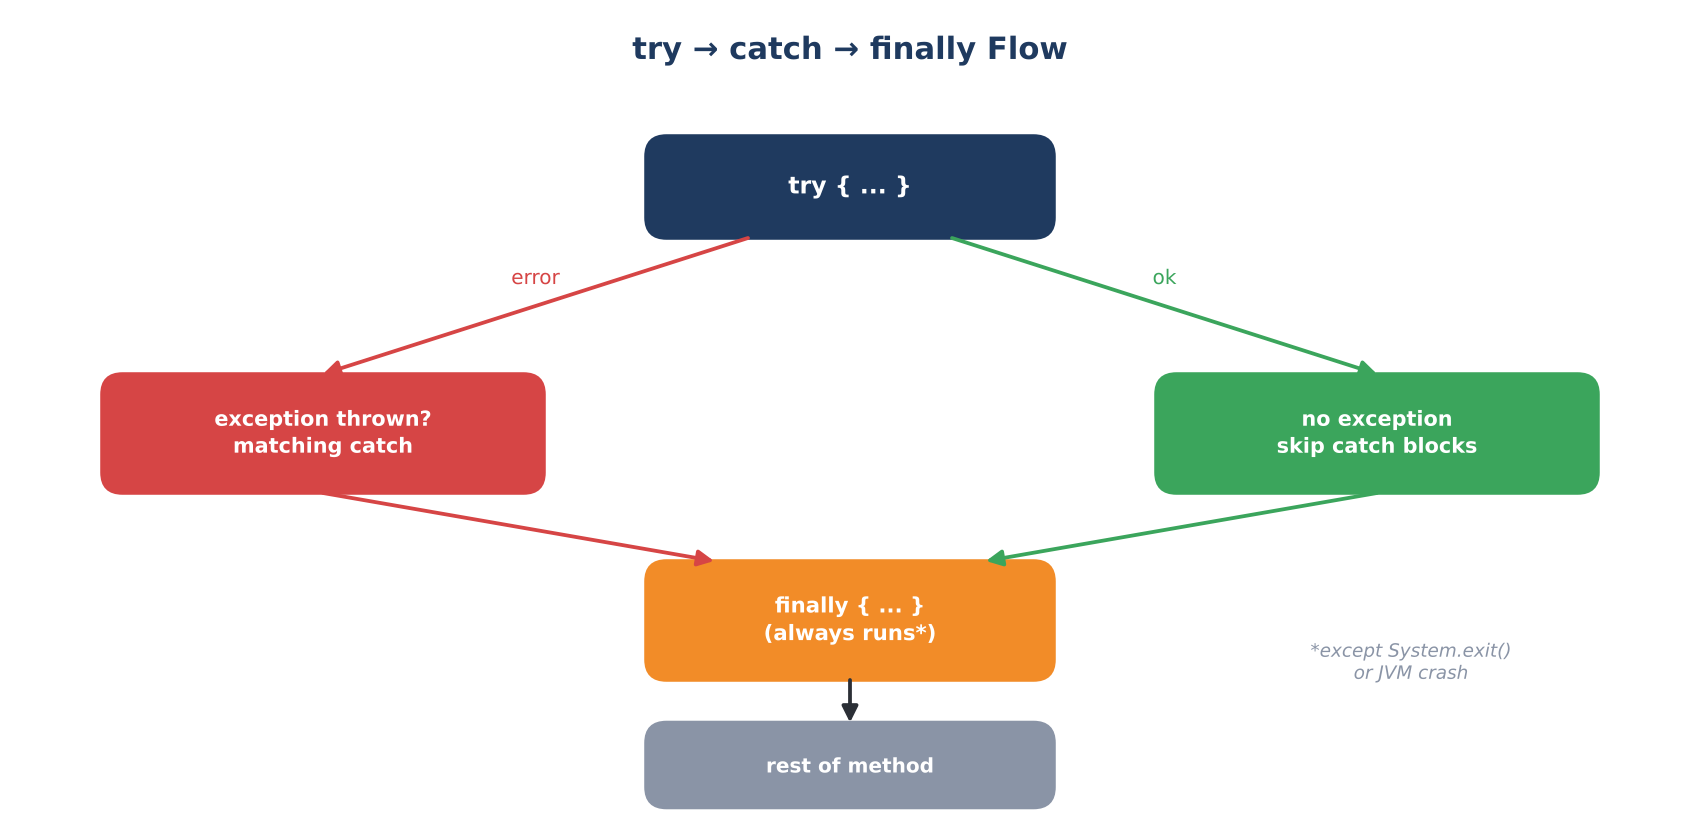 try → catch → finally Flow
try { ... }
error
ok
exception thrown?
matching catch
no exception
skip catch blocks
finally { ... }
(always runs*)
*except System.exit()
or JVM crash
rest of method